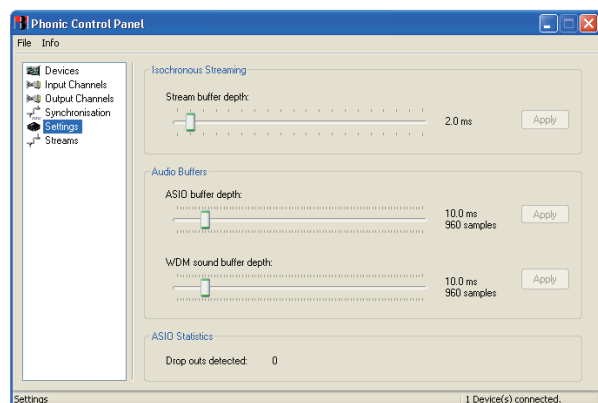 Phonic Control Panel
File Info
Devices
Input Channels
Output Channels
Synchronisation
Settings
Streams
Isochronous Streaming
Stream buffer depth:
2.0 ms
Apply
Audio Buffers
ASIO buffer depth:
10.0 ms
960 samples
Apply
WDM sound buffer depth:
10.0 ms
960 samples
Apply
ASIO Statistics
Drop outs detected: 0
Settings
1 Device(s) connected.